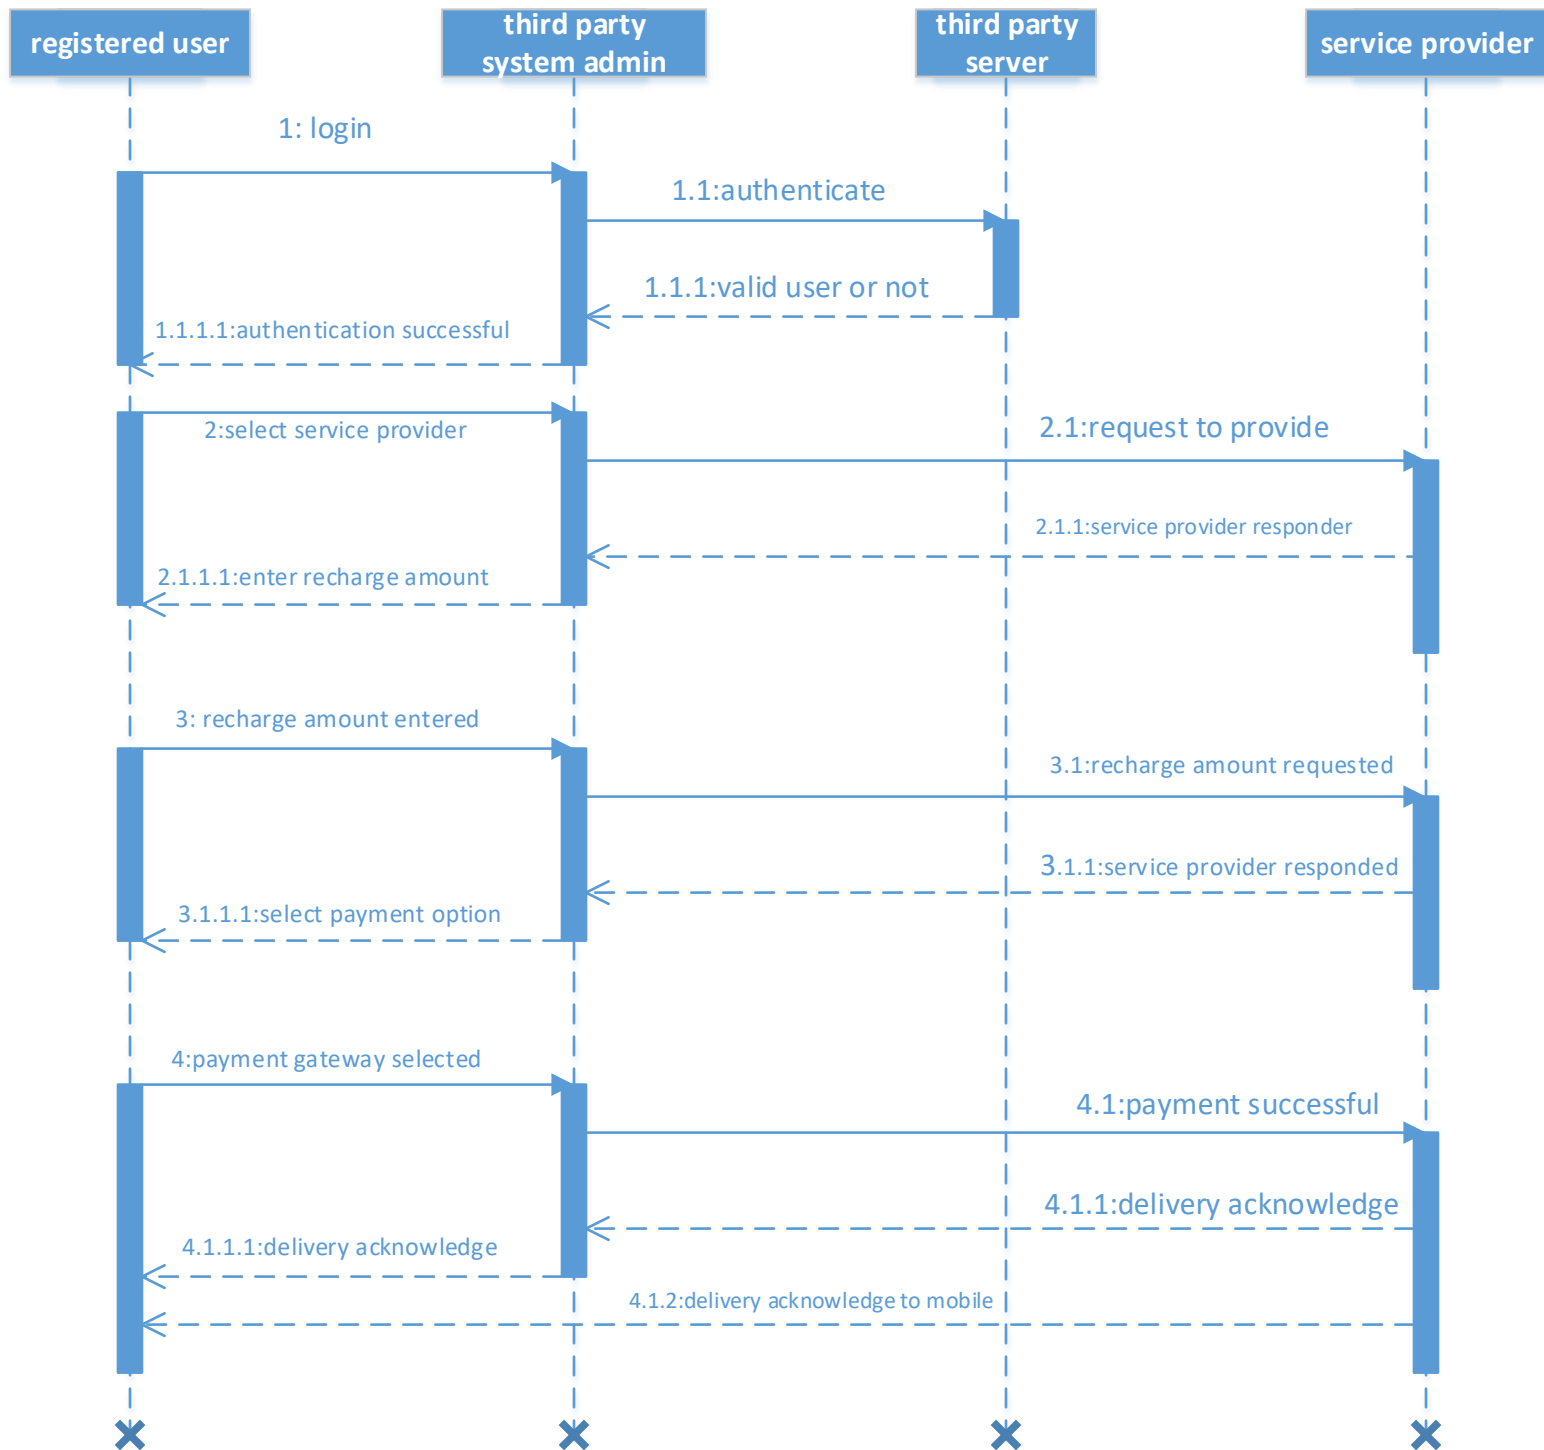 registered user
third party
system admin
third party
server
service provider
1: login
1.1:authenticate
1.1.1:valid user or not
1.1.1.1:authentication successful
2:select service provider
2.1:request to provide
2.1.1:service provider responder
2.1.1.1:enter recharge amount
3: recharge amount entered
3.1:recharge amount requested
3.1.1:service provider responded
3.1.1.1:select payment option
4:payment gateway selected
4.1:payment successful
4.1.1:delivery acknowledge
4.1.1.1:delivery acknowledge
4.1.2:delivery acknowledge to mobile